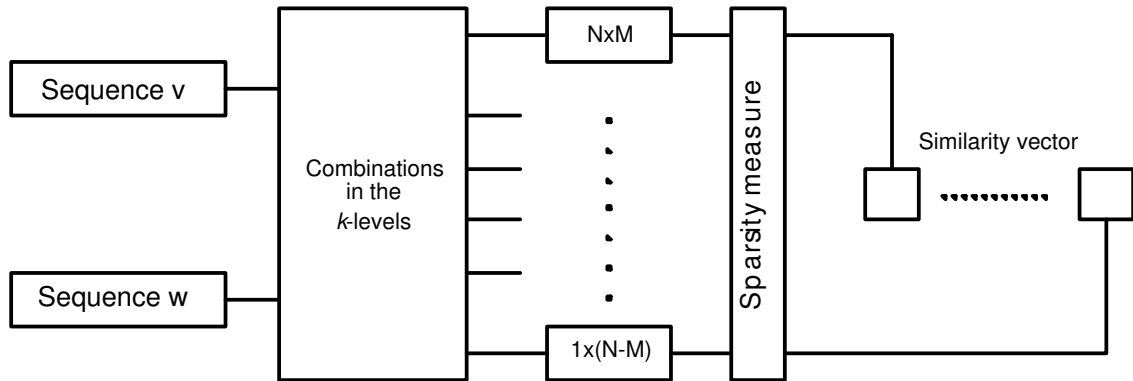 Sequence v
Sequence w
Combinations
in the
k-levels
NxM
1x(N-M)
Sparsity measure
Similarity vector